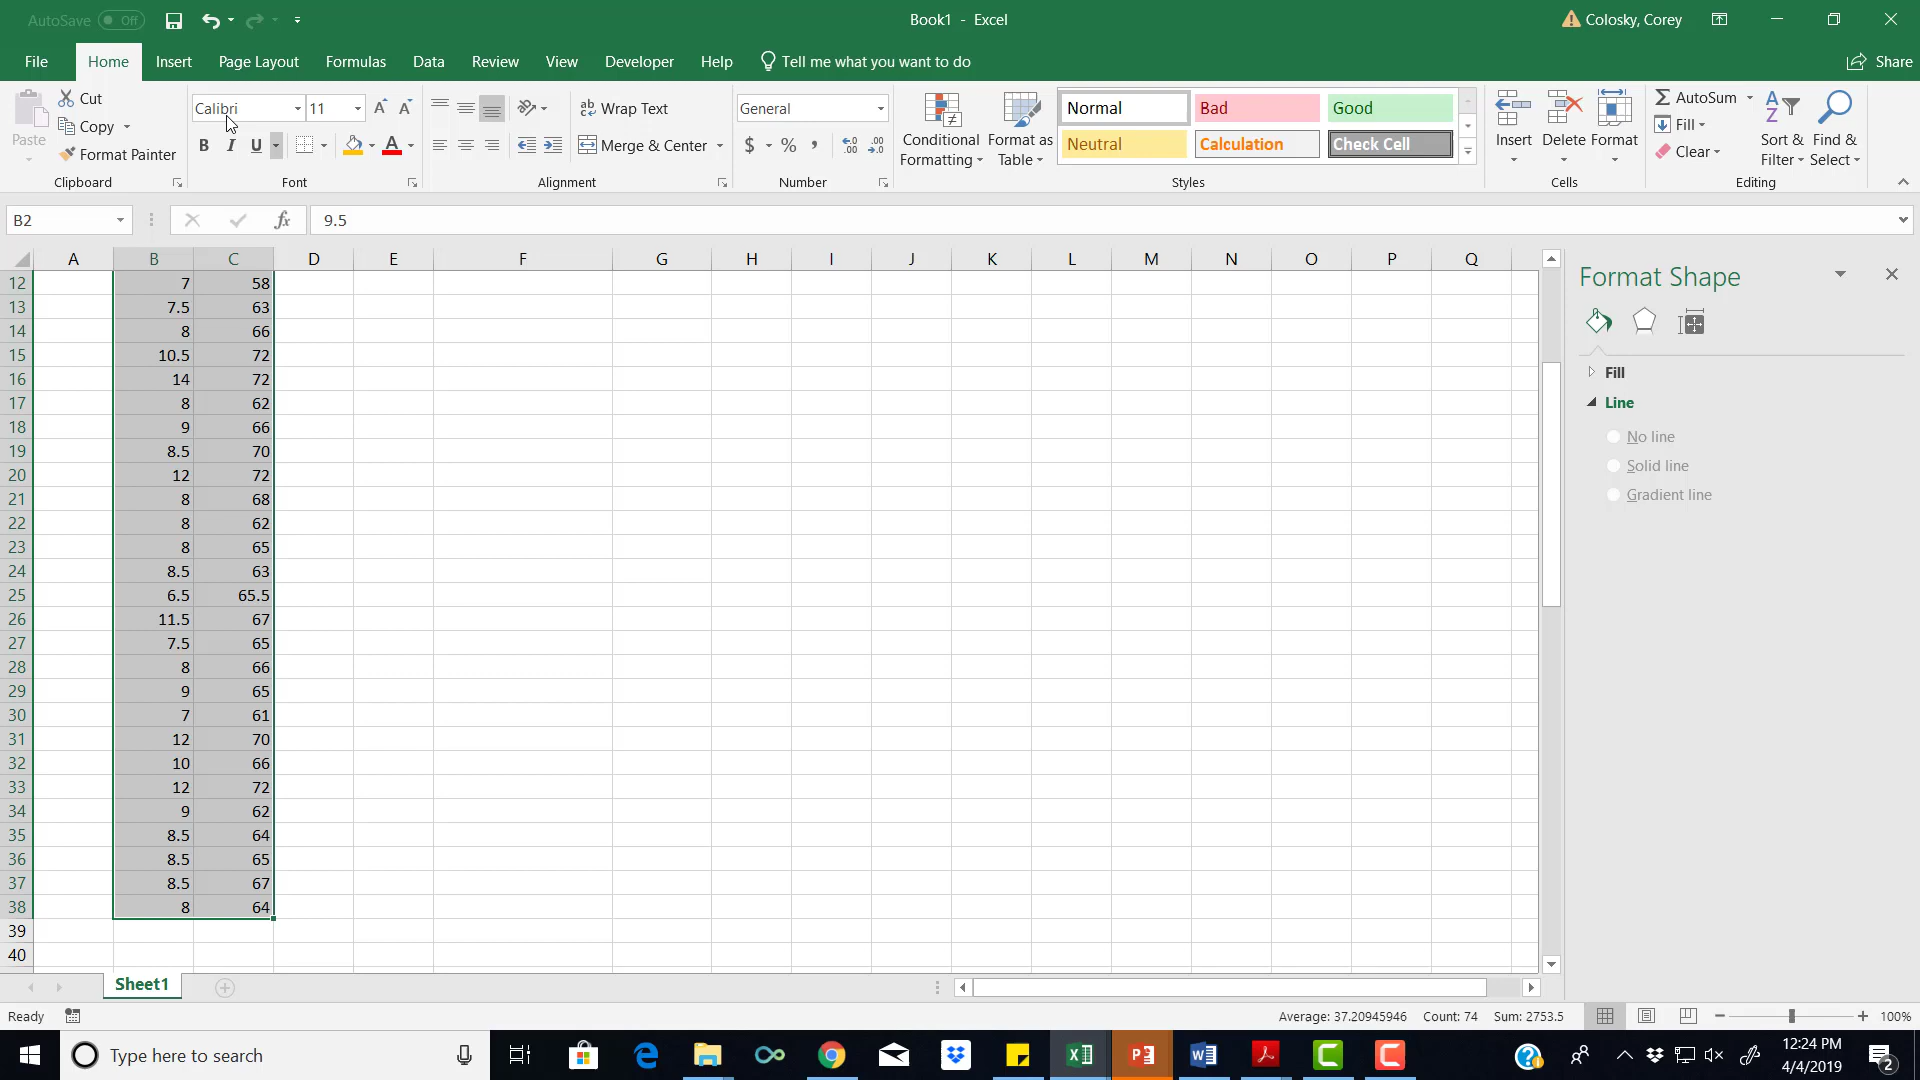 AutoSave Off
Book1 - Excel
Colosky, Corey
File Home Insert Page Layout Formulas Data Review View Developer Help Tell me what you want to do Share
Cut
Copy
Format Painter
Paste
Clipboard
Calibri 11
B I U
Font
Wrap Text
Merge & Center
Alignment
General
$ % ,
Number
Conditional Formatting
Format as Table
Normal Bad Good
Neutral Calculation Check Cell
Styles
Insert Delete Format
Cells
AutoSum
Fill
Clear
Sort & Filter
Find & Select
Editing
B2 fx 9.5
A B C D E F G H I J K L M N O P Q
12 7 58
13 7.5 63
14 8 66
15 10.5 72
16 14 72
17 8 62
18 9 66
19 8.5 70
20 12 72
21 8 68
22 8 62
23 8 65
24 8.5 63
25 6.5 65.5
26 11.5 67
27 7.5 65
28 8 66
29 9 65
30 7 61
31 12 70
32 10 66
33 12 72
34 9 62
35 8.5 64
36 8.5 65
37 8.5 67
38 8 64
39
40
Format Shape
Fill
Line
No line
Solid line
Gradient line
Sheet1
Ready
Average: 37.20945946 Count: 74 Sum: 2753.5
100%
Type here to search
12:24 PM
4/4/2019
2